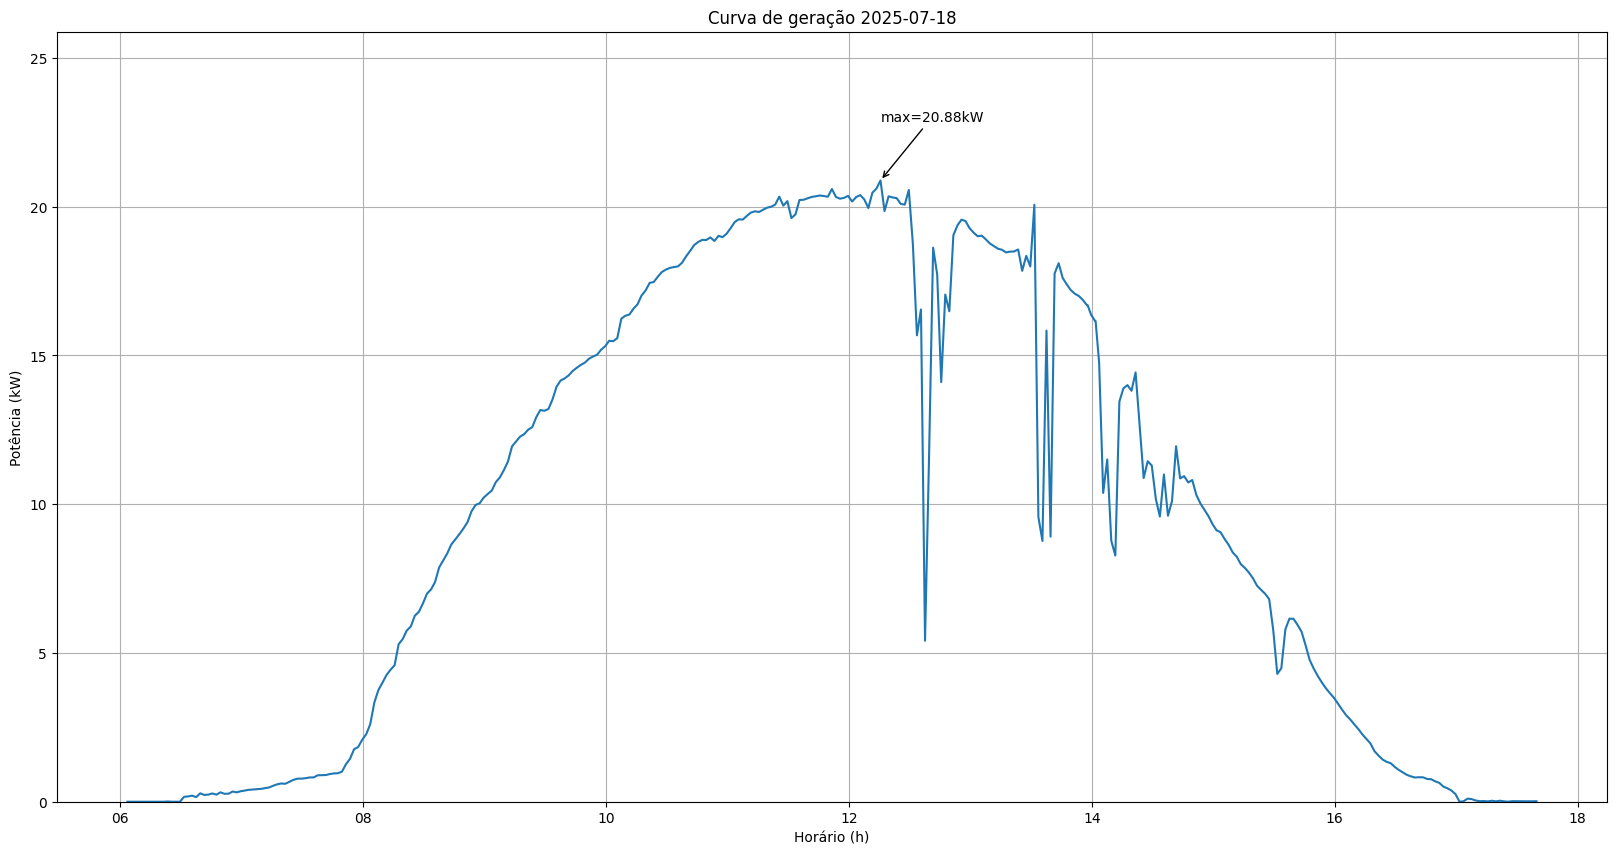 Curva de geração 2025-07-18
25
max=20.88kW
20
15
Potência (kW)
10
5
0
06 08 10 12 14 16 18
Horário (h)